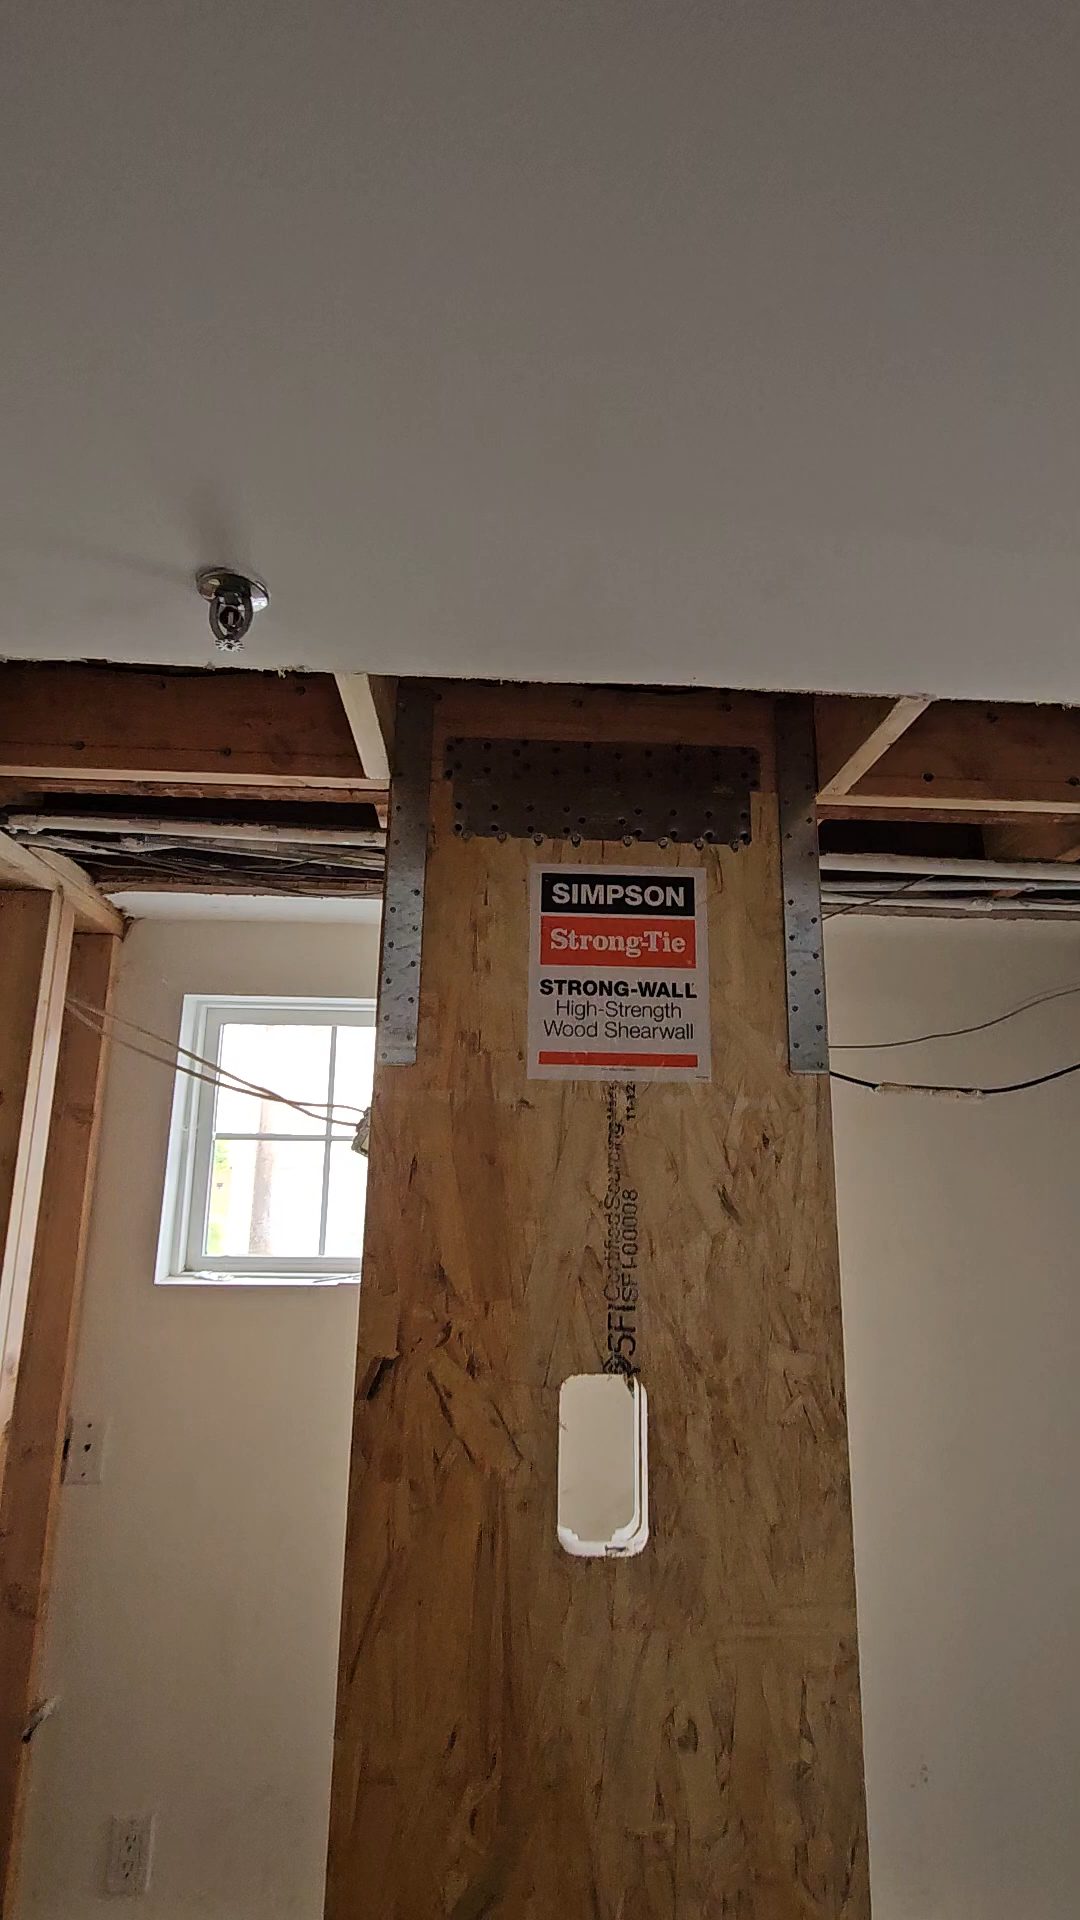 SIMPSON
Strong-Tie
STRONG-WALL
High-Strength
Wood Shearwall
SFI Certified Sourcing
SFI-00008